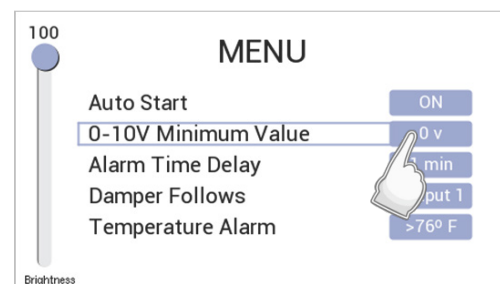 100
MENU
Auto Start ON
0-10V Minimum Value 0 v
Alarm Time Delay min
Damper Follows put 1
Temperature Alarm >76º F
Brightness